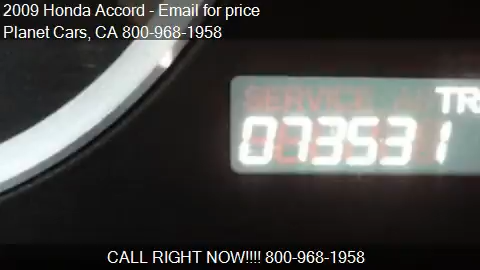 2009 Honda Accord - Email for price
Planet Cars, CA 800-968-1958
SERVICE TR
073531
CALL RIGHT NOW!!!! 800-968-1958